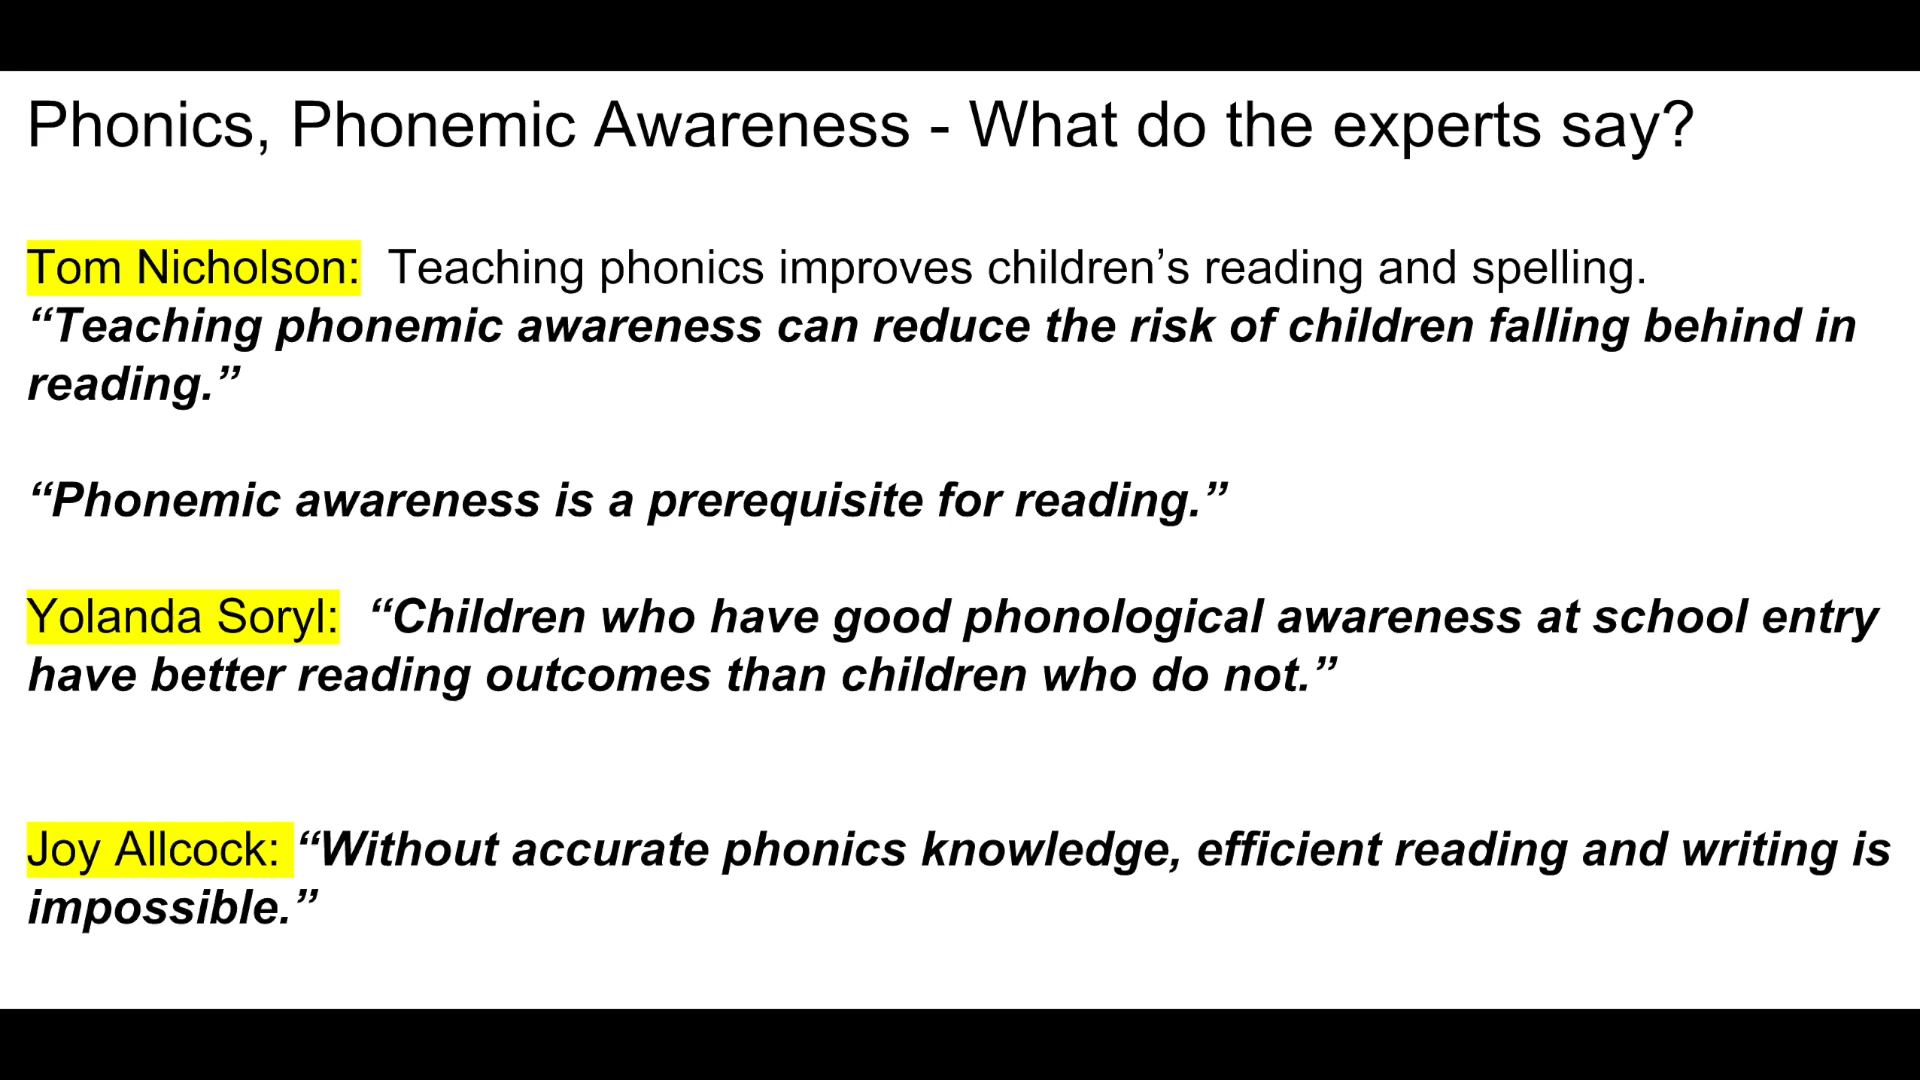 Phonics, Phonemic Awareness - What do the experts say?
Tom Nicholson: Teaching phonics improves children’s reading and spelling.
“Teaching phonemic awareness can reduce the risk of children falling behind in
reading.”
“Phonemic awareness is a prerequisite for reading.”
Yolanda Soryl: “Children who have good phonological awareness at school entry
have better reading outcomes than children who do not.”
Joy Allcock: “Without accurate phonics knowledge, efficient reading and writing is
impossible.”